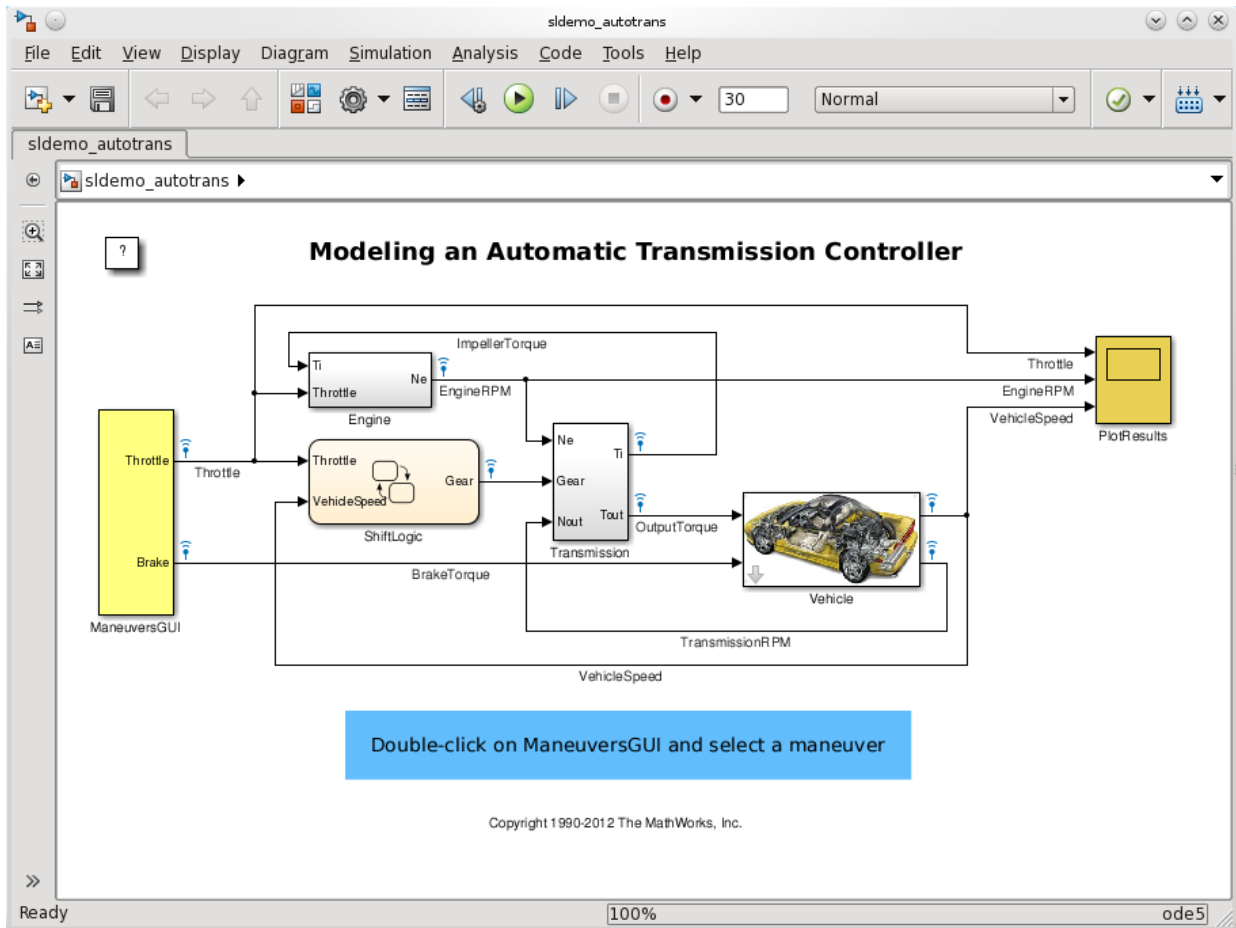 sldemo_autotrans
File Edit View Display Diagram Simulation Analysis Code Tools Help
30 Normal
sldemo_autotrans
sldemo_autotrans
?
Modeling an Automatic Transmission Controller
ImpellerTorque
Ti
Throttle
Ne
Engine
EngineRPM
Throttle
EngineRPM
VehicleSpeed
PlotResults
Throttle
Brake
ManeuversGUI
Throttle
Throttle
VehicleSpeed
Gear
ShiftLogic
Ne
Gear
Nout
Ti
Tout
Transmission
OutputTorque
BrakeTorque
Vehicle
TransmissionRPM
VehicleSpeed
Double-click on ManeuversGUI and select a maneuver
Copyright 1990-2012 The MathWorks, Inc.
Ready 100% ode5